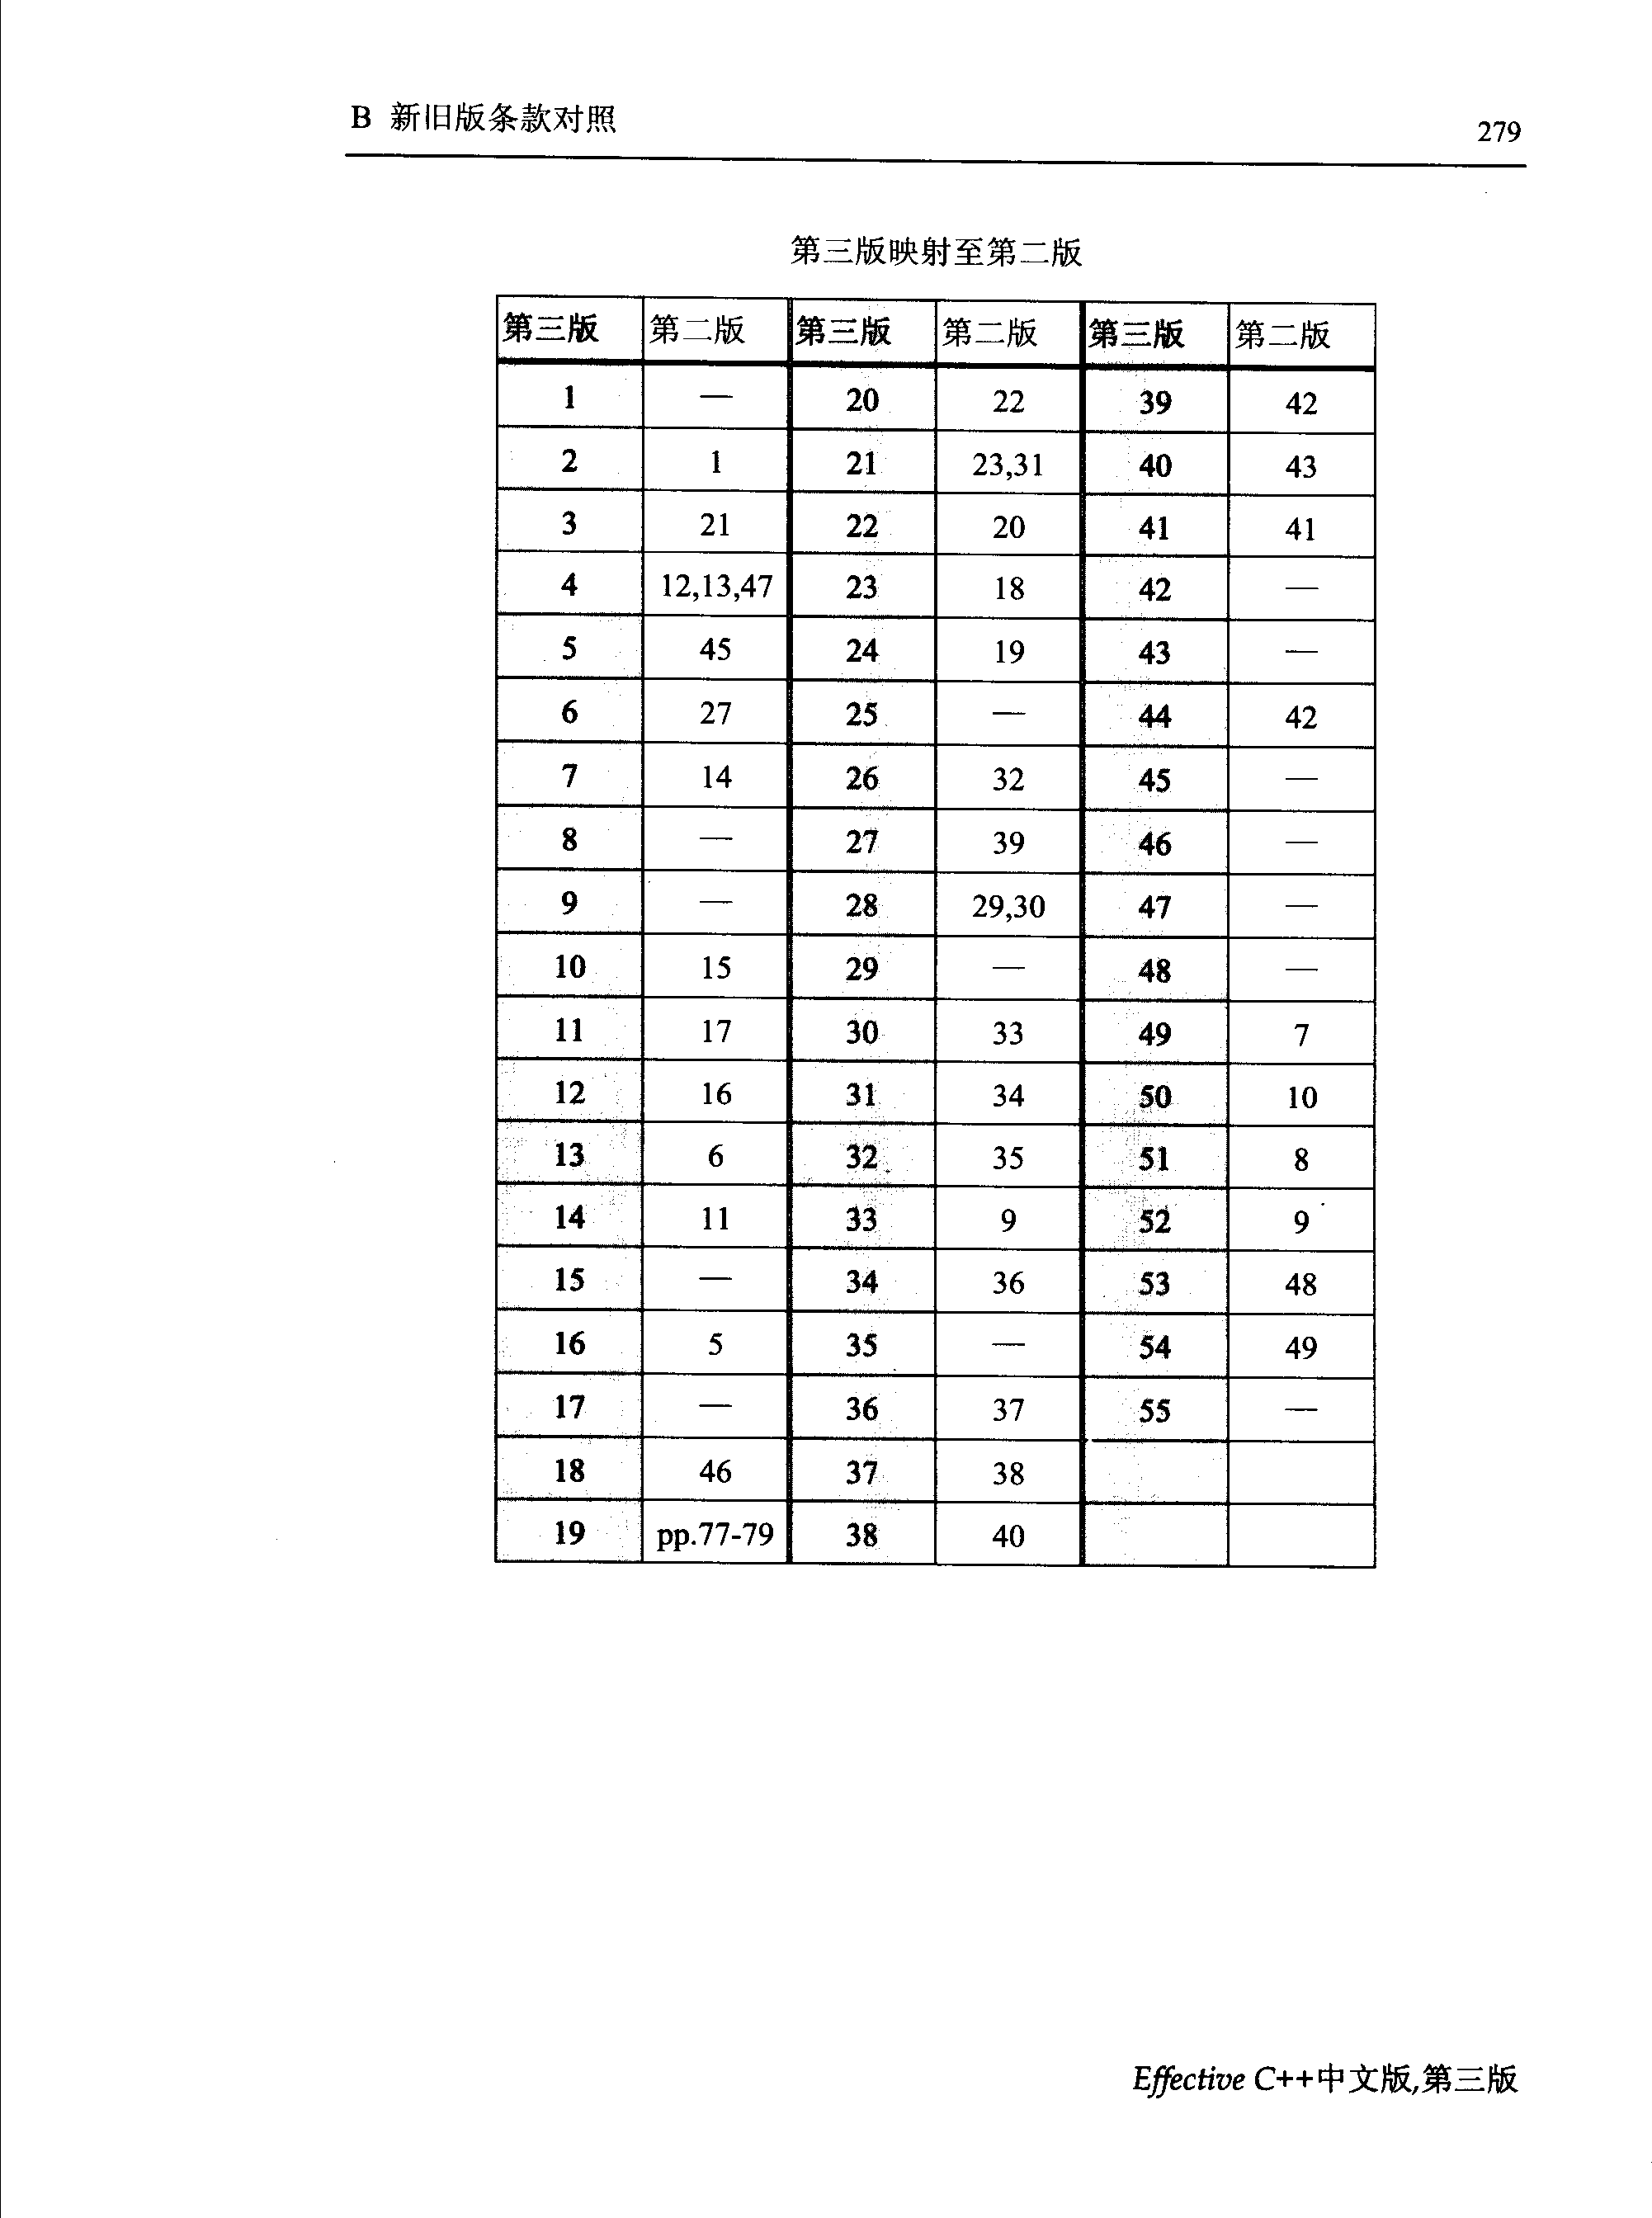 B 新旧版条款对照 279
第三版映射至第二版
第三版 第二版 第三版 第二版 第三版 第二版
1 — 20 22 39 42
2 1 21 23,31 40 43
3 21 22 20 41 41
4 12,13,47 23 18 42 —
5 45 24 19 43 —
6 27 25 — 44 42
7 14 26 32 45 —
8 — 27 39 46 —
9 — 28 29,30 47 —
10 15 29 — 48 —
11 17 30 33 49 7
12 16 31 34 50 10
13 6 32 35 51 8
14 11 33 9 52 9
15 — 34 36 53 48
16 5 35 — 54 49
17 — 36 37 55 —
18 46 37 38
19 pp.77-79 38 40
Effective C++中文版,第三版